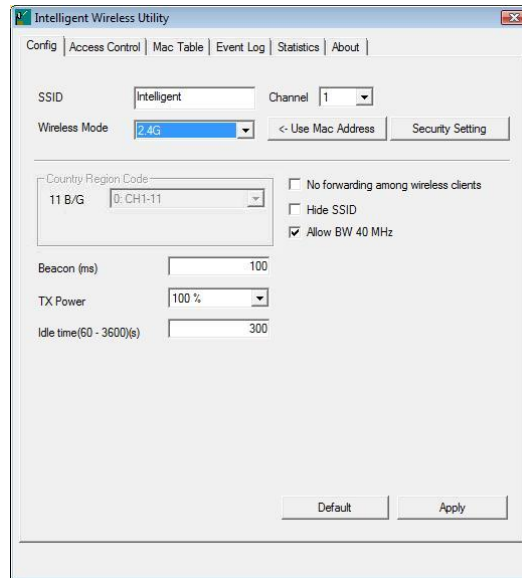 Intelligent Wireless Utility
Config Access Control Mac Table Event Log Statistics About
SSID Intelligent Channel 1
Wireless Mode 2.4G <- Use Mac Address Security Setting
Country Region Code
11 B/G 0: CH1-11
No forwarding among wireless clients
Hide SSID
Allow BW 40 MHz
Beacon (ms) 100
TX Power 100 %
Idle time(60 - 3600)(s) 300
Default Apply